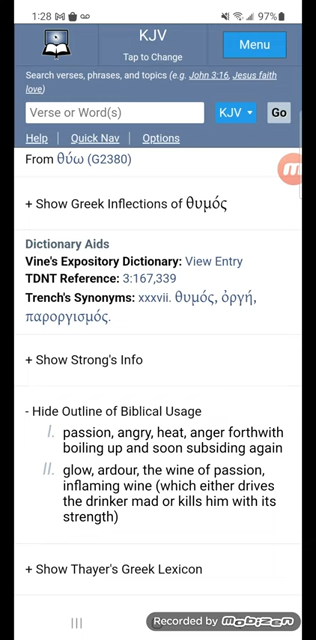 1:28 97%
KJV
Tap to Change
Menu
Search verses, phrases, and topics (e.g. John 3:16, Jesus faith
love)
Verse or Word(s) KJV Go
Help Quick Nav Options
From θύω (G2380)
+ Show Greek Inflections of θυμός
Dictionary Aids
Vine's Expository Dictionary: View Entry
TDNT Reference: 3:167,339
Trench's Synonyms: xxxvii. θυμός, ὀργή,
παροργισμός.
+ Show Strong's Info
- Hide Outline of Biblical Usage
I. passion, angry, heat, anger forthwith
boiling up and soon subsiding again
II. glow, ardour, the wine of passion,
inflaming wine (which either drives
the drinker mad or kills him with its
strength)
+ Show Thayer's Greek Lexicon
Recorded by mobizen